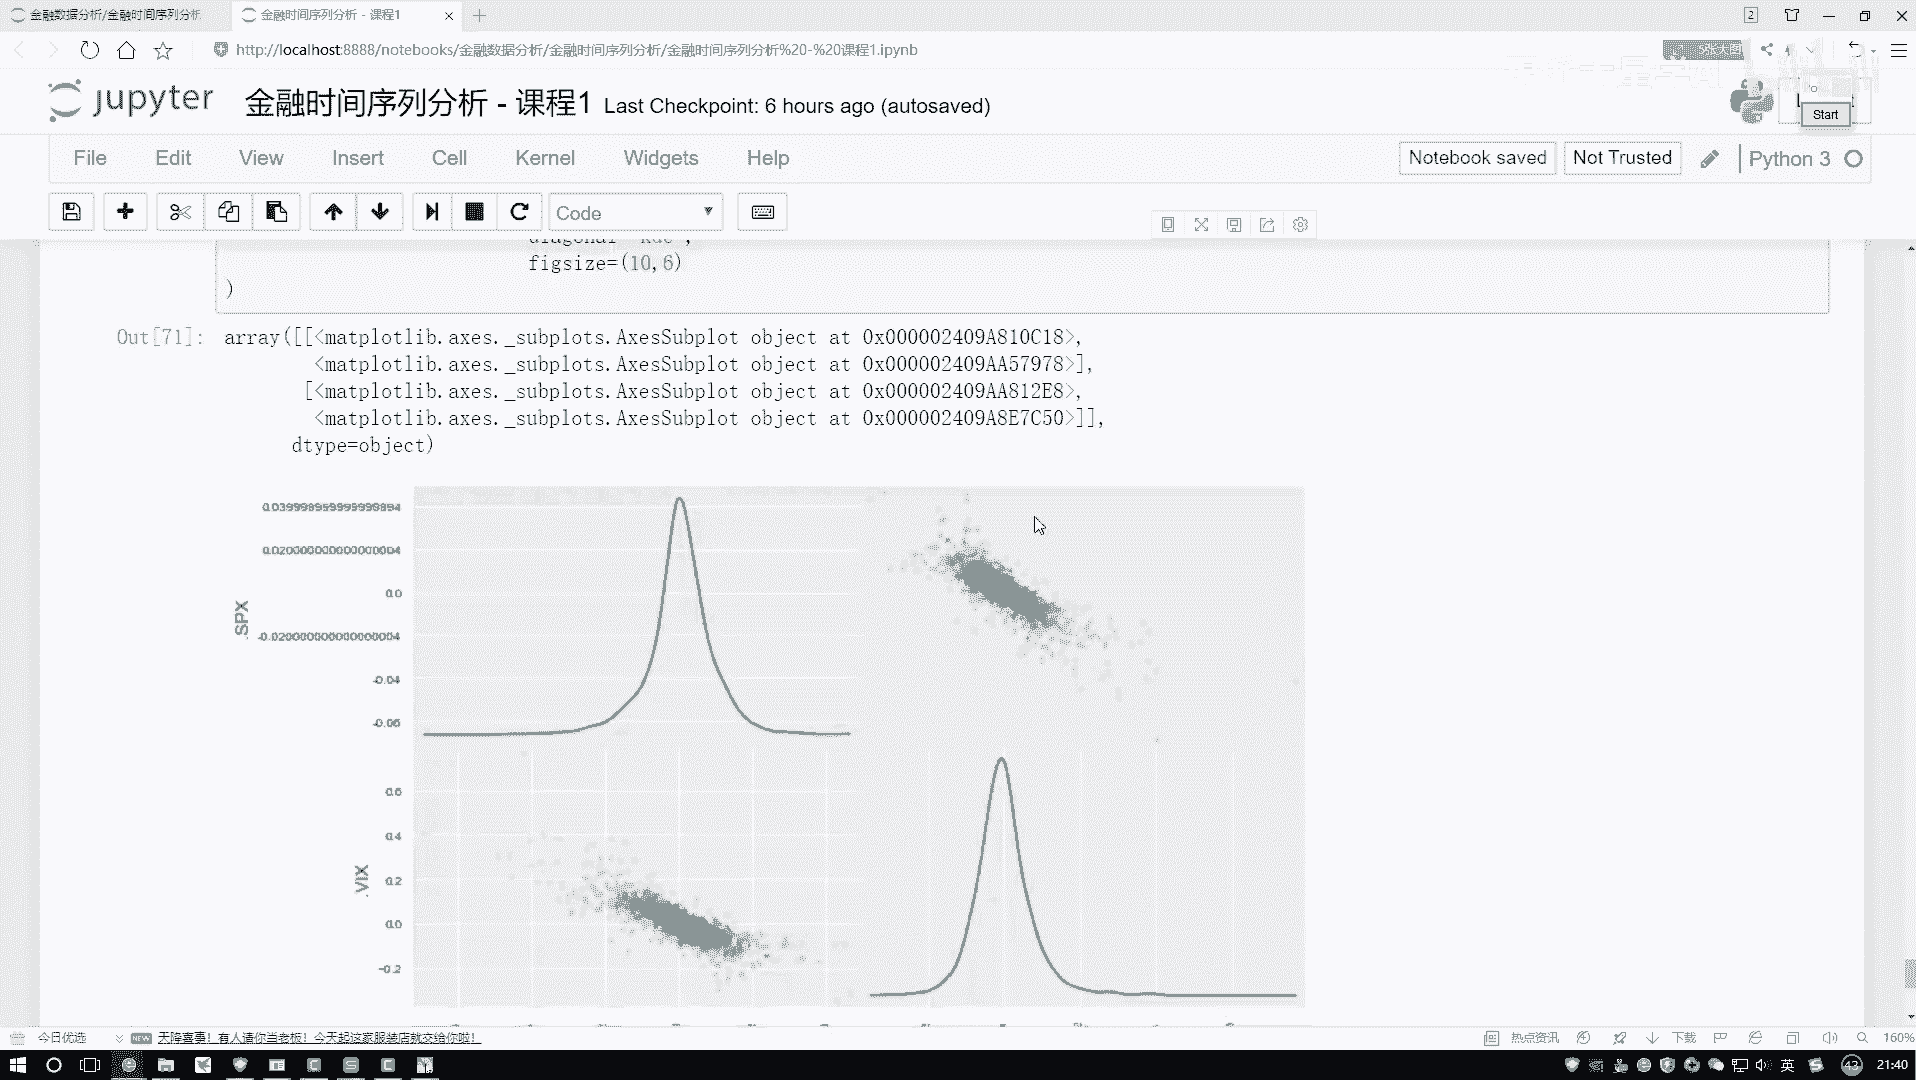 金融数据分析/金融时间序列分析
金融时间序列分析 - 课程1
2
http://localhost:8888/notebooks/金融数据分析/金融时间序列分析/金融时间序列分析%20-%20课程1.ipynb
jupyter 金融时间序列分析 - 课程1 Last Checkpoint: 6 hours ago (autosaved)
Start
File Edit View Insert Cell Kernel Widgets Help
Notebook saved Not Trusted Python 3
Code
figsize=(10,6)
)
Out[71]: array([[<matplotlib.axes._subplots.AxesSubplot object at 0x000002409A810C18>,
<matplotlib.axes._subplots.AxesSubplot object at 0x000002409AA57978>],
[<matplotlib.axes._subplots.AxesSubplot object at 0x000002409AA812E8>,
<matplotlib.axes._subplots.AxesSubplot object at 0x000002409A8E7C50>]],
dtype=object)
0.0
-0.04
-0.06
.SPX
0.6
0.4
0.2
0.0
-0.2
.VIX
今日优选
NEW 天降喜事！有人请你当老板！今天起这家服装店就交给你啦！
热点资讯
下载
160%
英
43
21:40